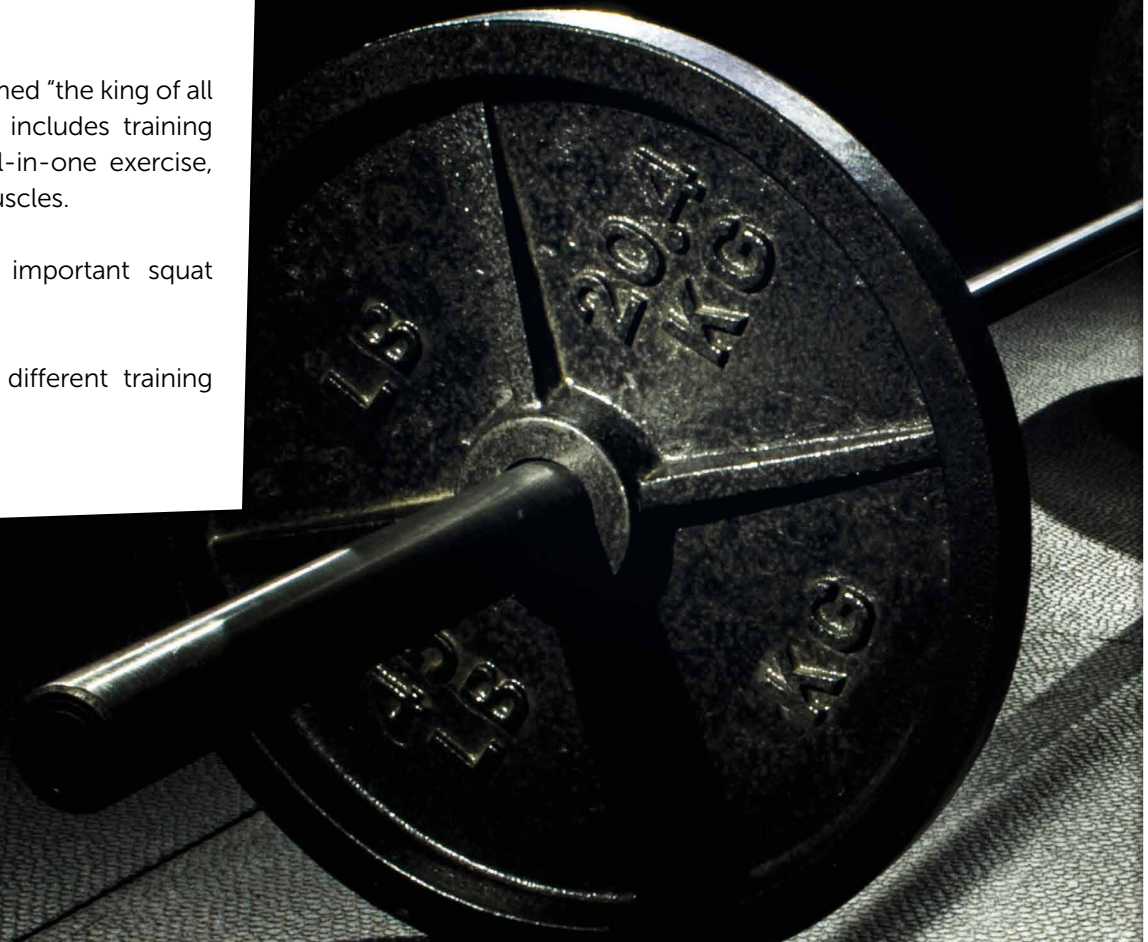 ned “the king of all
includes training
l-in-one exercise,
uscles.
important squat
different training
LB
20.4
KG
KG
LB